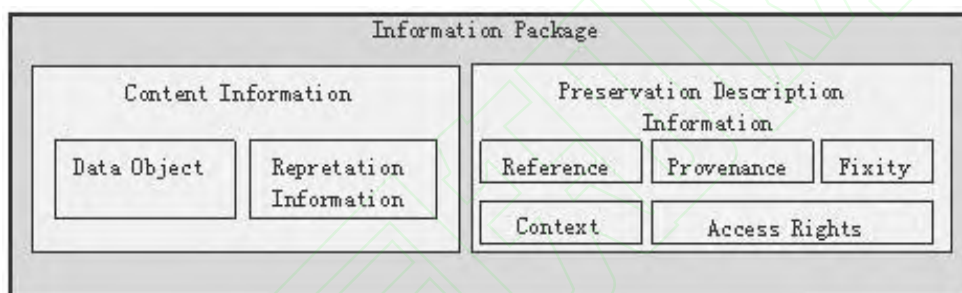 Information Package
Content Information
Data Object
Repretation
Information
Preservation Description
Information
Reference
Provenance
Fixity
Context
Access Rights